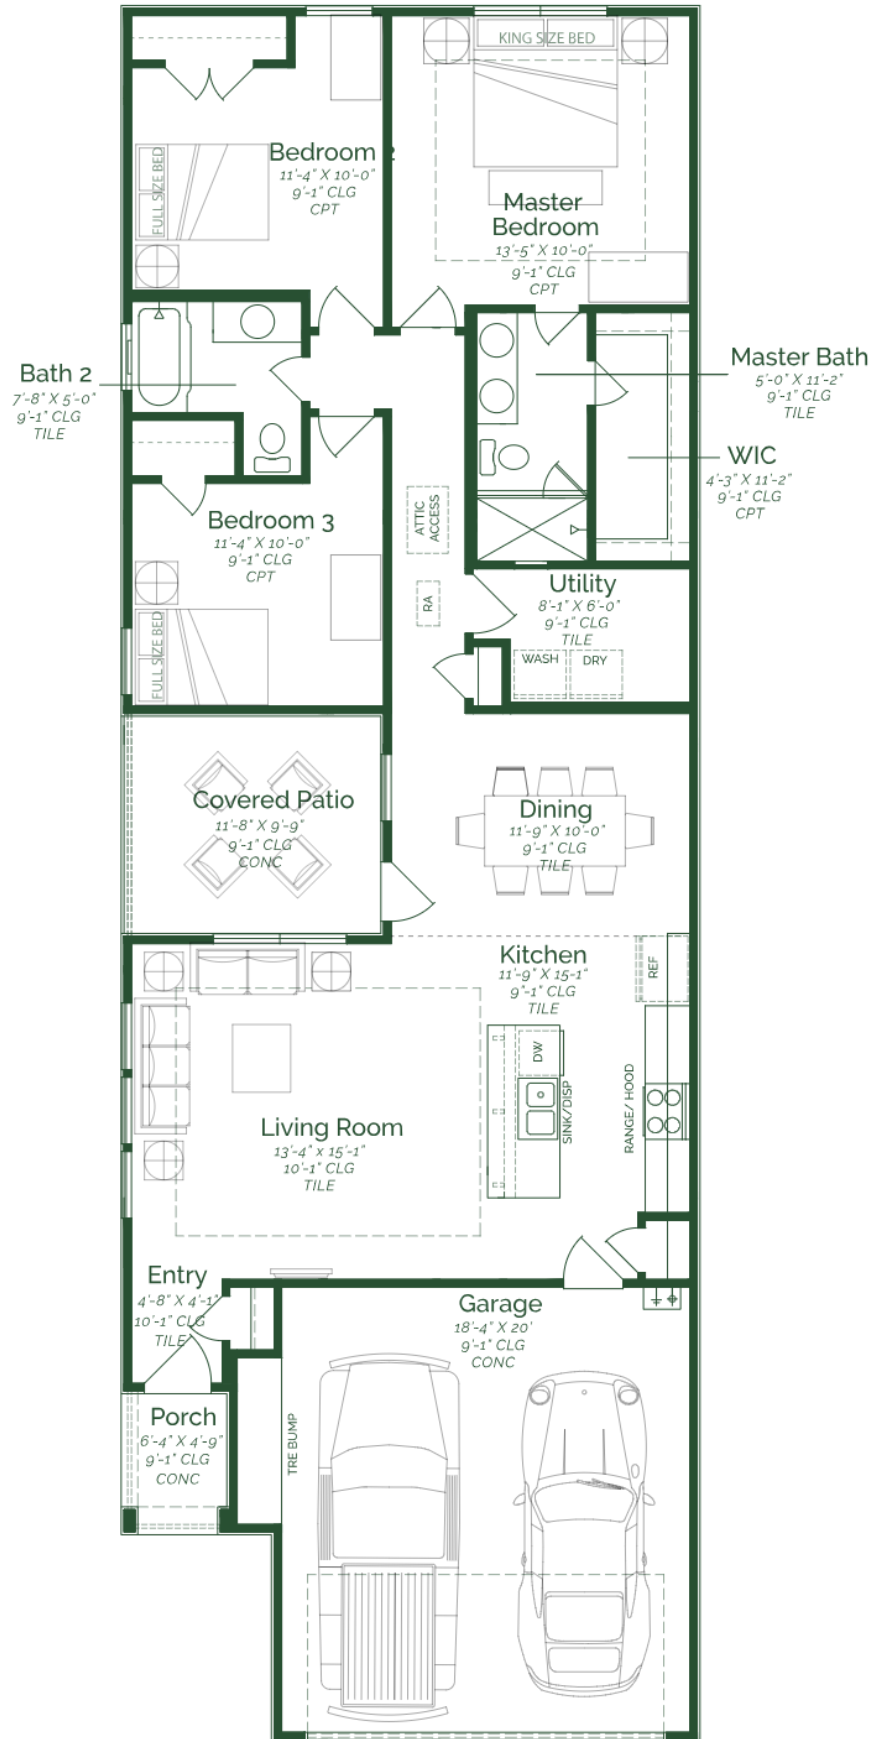 KING SIZE BED
Bedroom 2
11'-4" X 10'-0"
9'-1" CLG
CPT
FULL SIZE BED
Master
Bedroom
13'-5" X 10'-0"
9'-1" CLG
CPT
Bath 2
7'-8" X 5'-0"
9'-1" CLG
TILE
Master Bath
5'-0" X 11'-2"
9'-1" CLG
TILE
WIC
4'-3" X 11'-2"
9'-1" CLG
CPT
ATTIC
ACCESS
Bedroom 3
11'-4" X 10'-0"
9'-1" CLG
CPT
FULL SIZE BED
RA
Utility
8'-1" X 6'-0"
9'-1" CLG
TILE
WASH
DRY
Covered Patio
11'-8" X 9'-9"
9'-1" CLG
CONC
Dining
11'-9" X 10'-0"
9'-1" CLG
TILE
Kitchen
11'-9" X 15'-1"
9"-1" CLG
TILE
REF
DW
SINK/DISP
RANGE/ HOOD
Living Room
13'-4" x 15'-1"
10'-1" CLG
TILE
Entry
4'-8" X 4'-1"
10'-1" CLG
TILE
Garage
18'-4" X 20'
9'-1" CLG
CONC
Porch
6'-4" X 4'-9"
9'-1" CLG
CONC
TRE BUMP